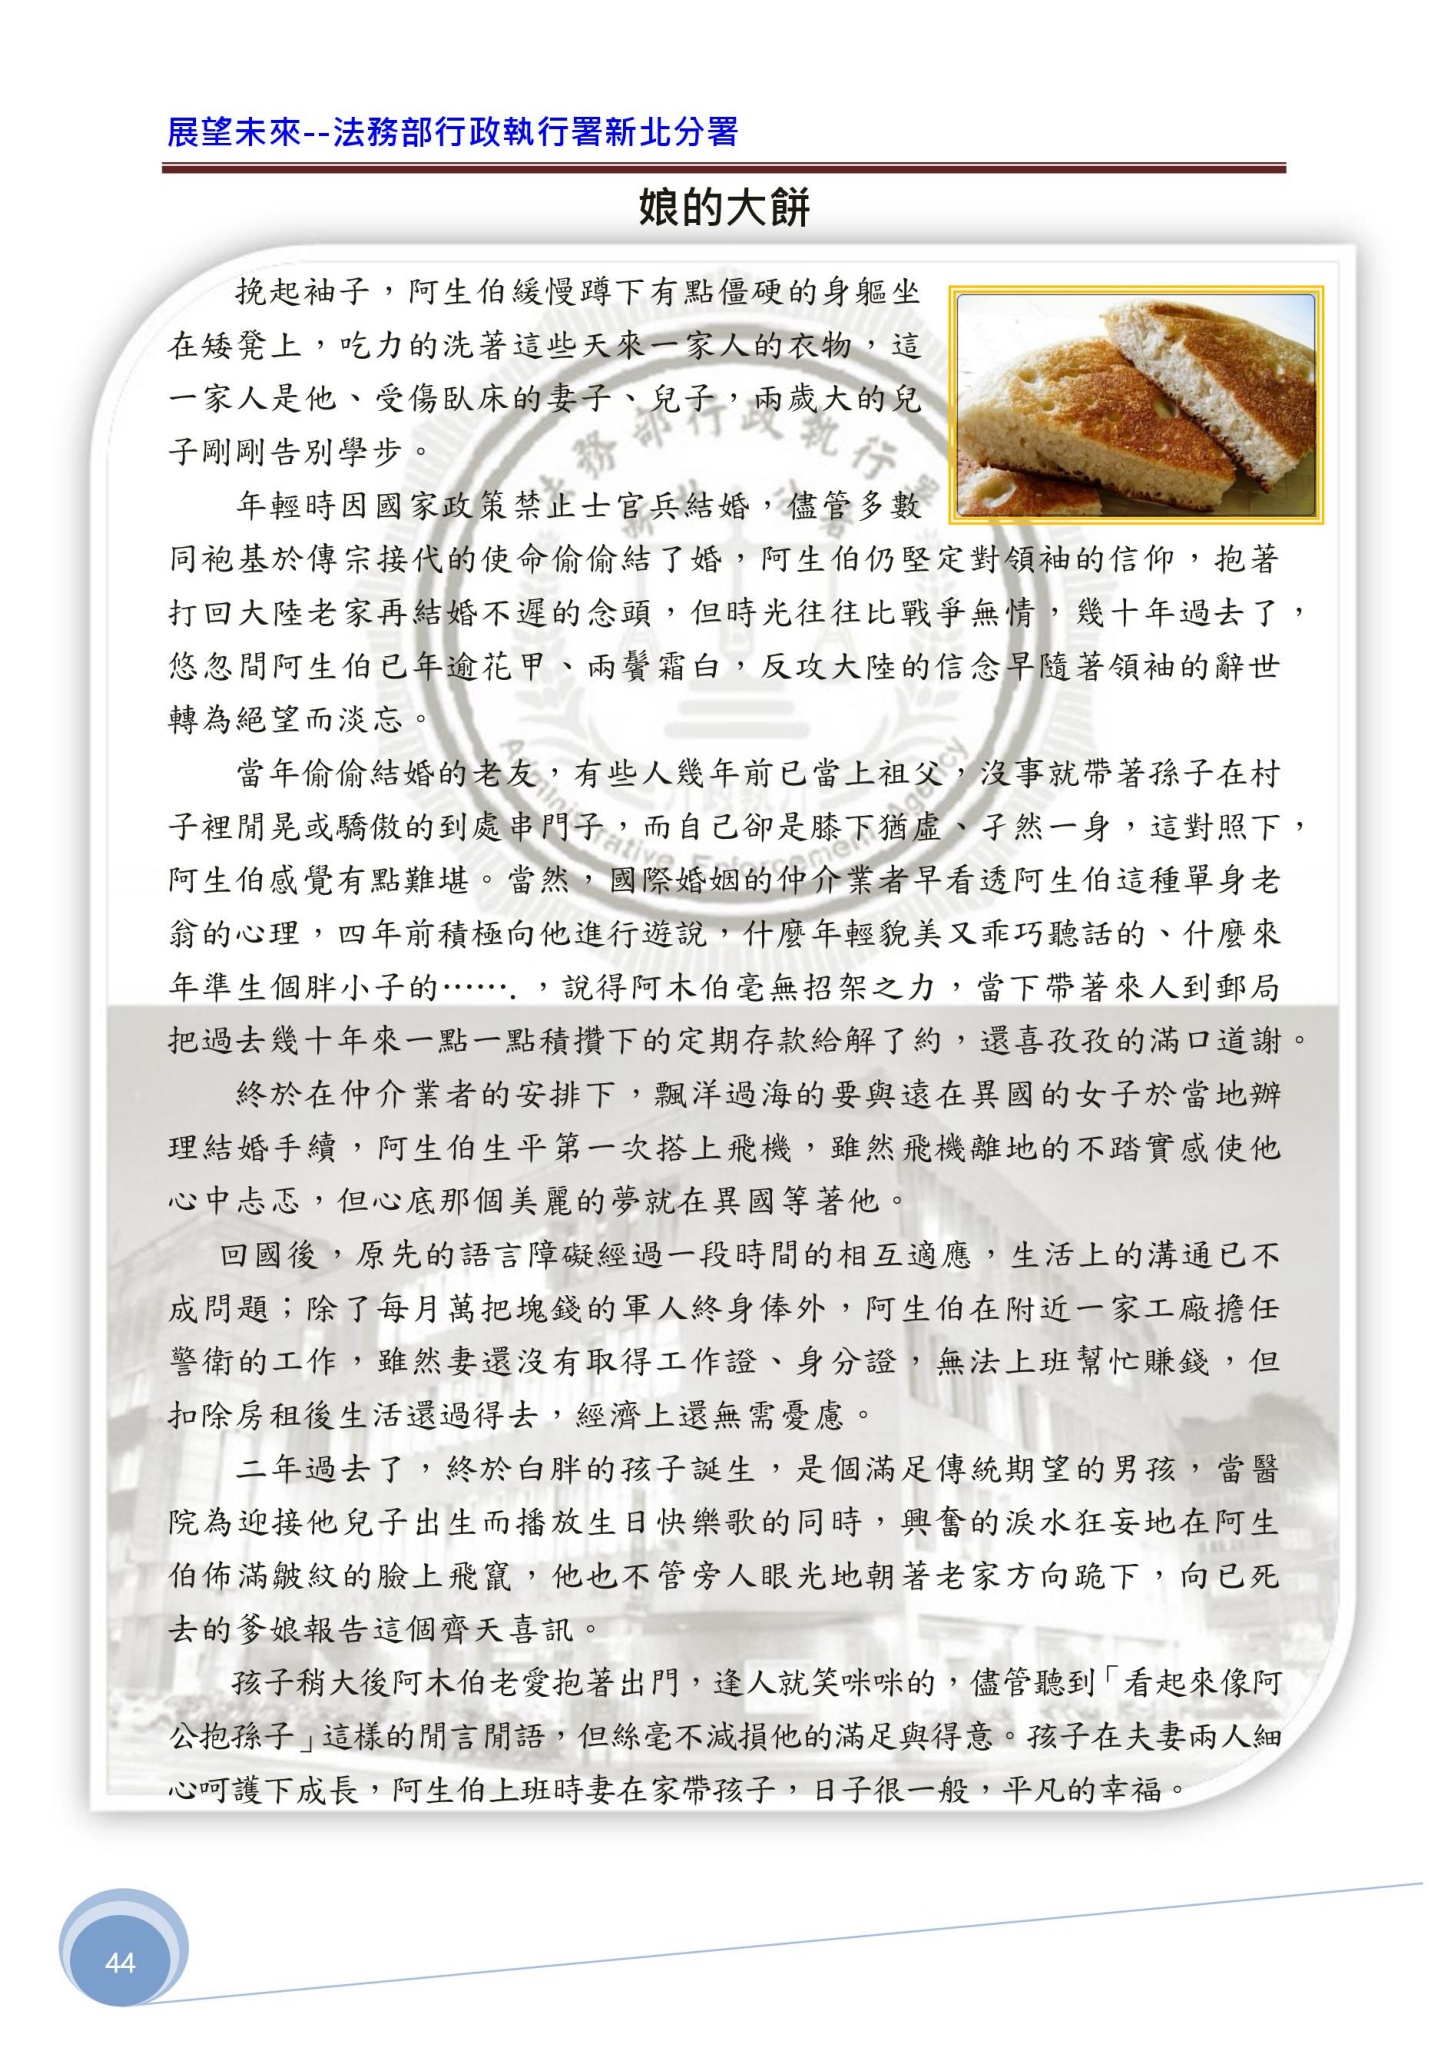 展望未來--法務部行政執行署新北分署
娘的大餅
挽起袖子，阿生伯緩慢蹲下有點僵硬的身軀坐
在矮凳上，吃力的洗著這些天來一家人的衣物，這
一家人是他、受傷臥床的妻子、兒子，兩歲大的兒
子剛剛告別學步。
年輕時因國家政策禁止士官兵結婚，儘管多數
同袍基於傳宗接代的使命偷偷結了婚，阿生伯仍堅定對領袖的信仰，抱著
打回大陸老家再結婚不遲的念頭，但時光往往比戰爭無情，幾十年過去了，
悠忽間阿生伯已年逾花甲、兩鬢霜白，反攻大陸的信念早隨著領袖的辭世
轉為絕望而淡忘。
當年偷偷結婚的老友，有些人幾年前已當上祖父，沒事就帶著孫子在村
子裡閒晃或驕傲的到處串門子，而自己卻是膝下猶虛、孑然一身，這對照下，
阿生伯感覺有點難堪。當然，國際婚姻的仲介業者早看透阿生伯這種單身老
翁的心理，四年前積極向他進行遊說，什麼年輕貌美又乖巧聽話的、什麼來
年準生個胖小子的…….，說得阿木伯毫無招架之力，當下帶著來人到郵局
把過去幾十年來一點一點積攢下的定期存款給解了約，還喜孜孜的滿口道謝。
終於在仲介業者的安排下，飄洋過海的要與遠在異國的女子於當地辦
理結婚手續，阿生伯生平第一次搭上飛機，雖然飛機離地的不踏實感使他
心中忐忑，但心底那個美麗的夢就在異國等著他。
回國後，原先的語言障礙經過一段時間的相互適應，生活上的溝通已不
成問題；除了每月萬把塊錢的軍人終身俸外，阿生伯在附近一家工廠擔任
警衛的工作，雖然妻還沒有取得工作證、身分證，無法上班幫忙賺錢，但
扣除房租後生活還過得去，經濟上還無需憂慮。
二年過去了，終於白胖的孩子誕生，是個滿足傳統期望的男孩，當醫
院為迎接他兒子出生而播放生日快樂歌的同時，興奮的淚水狂妄地在阿生
伯佈滿皺紋的臉上飛竄，他也不管旁人眼光地朝著老家方向跪下，向已死
去的爹娘報告這個齊天喜訊。
孩子稍大後阿木伯老愛抱著出門，逢人就笑咪咪的，儘管聽到「看起來像阿
公抱孫子」這樣的閒言閒語，但絲毫不減損他的滿足與得意。孩子在夫妻兩人細
心呵護下成長，阿生伯上班時妻在家帶孩子，日子很一般，平凡的幸福。
法務部行政執行署
新北分署
行政執行
Administrative Enforcement Agency
44